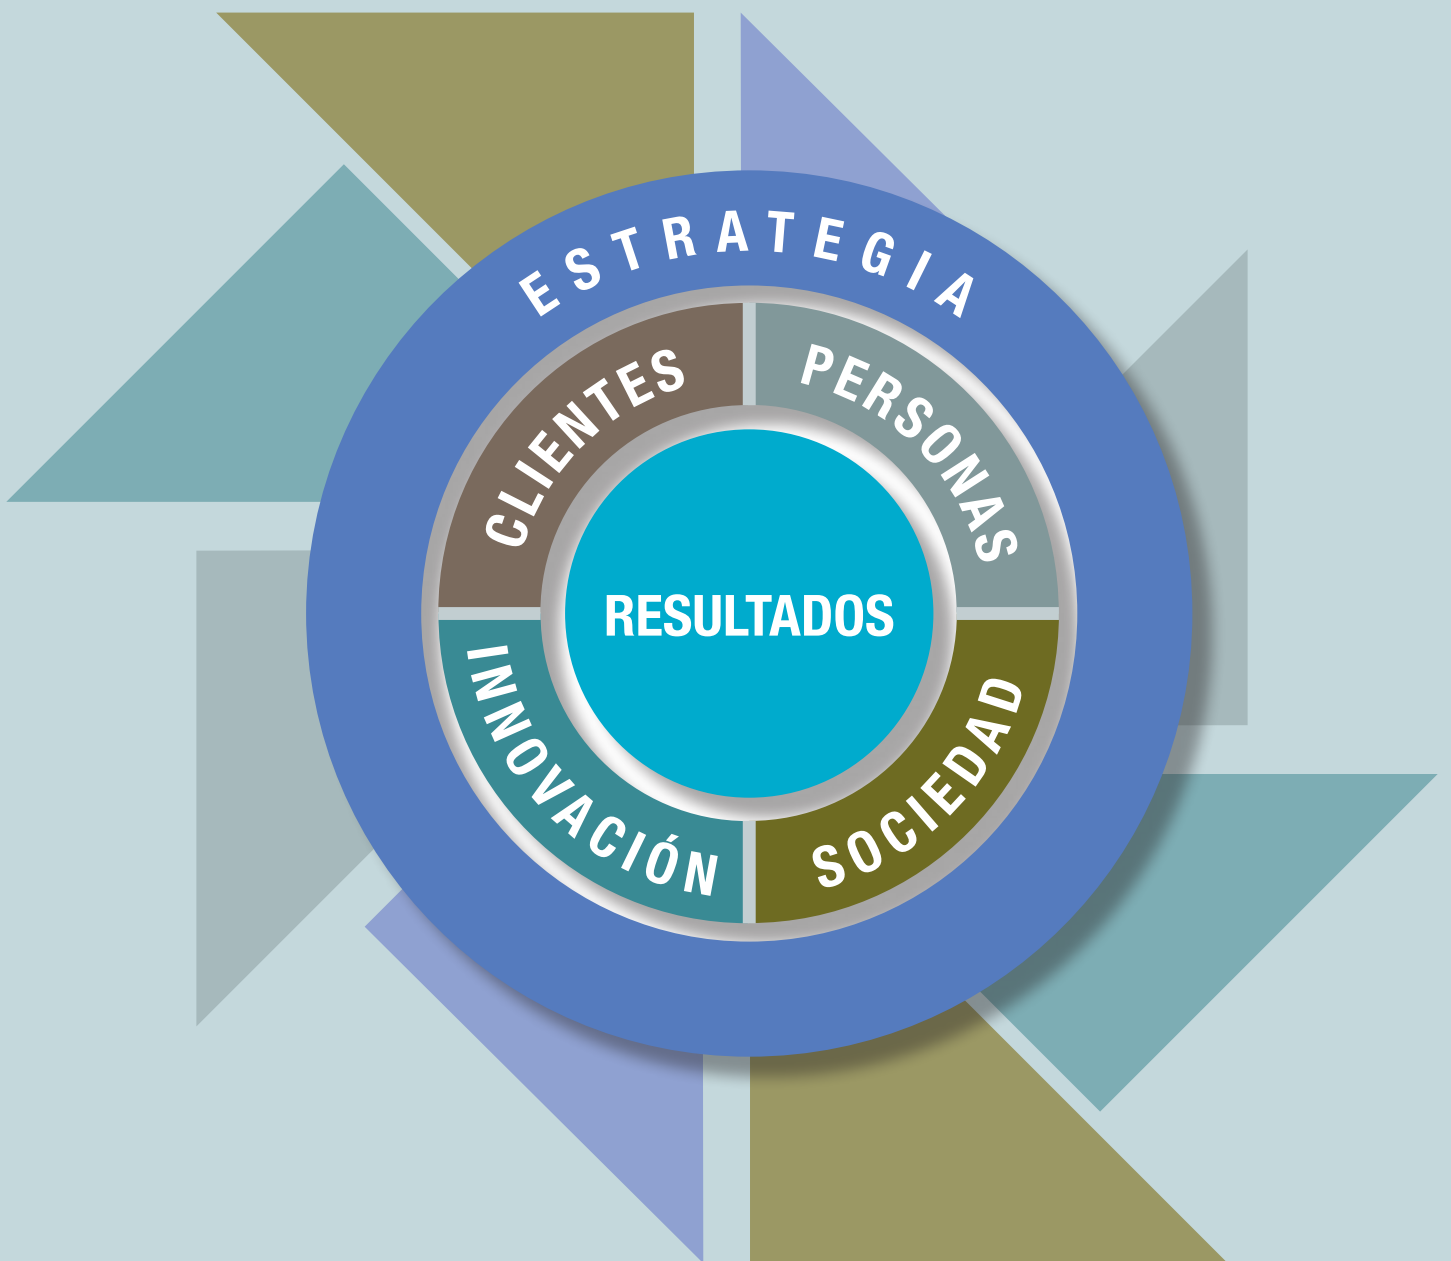 ESTRATEGIA
CLIENTES
PERSONAS
RESULTADOS
INNOVACIÓN
SOCIEDAD